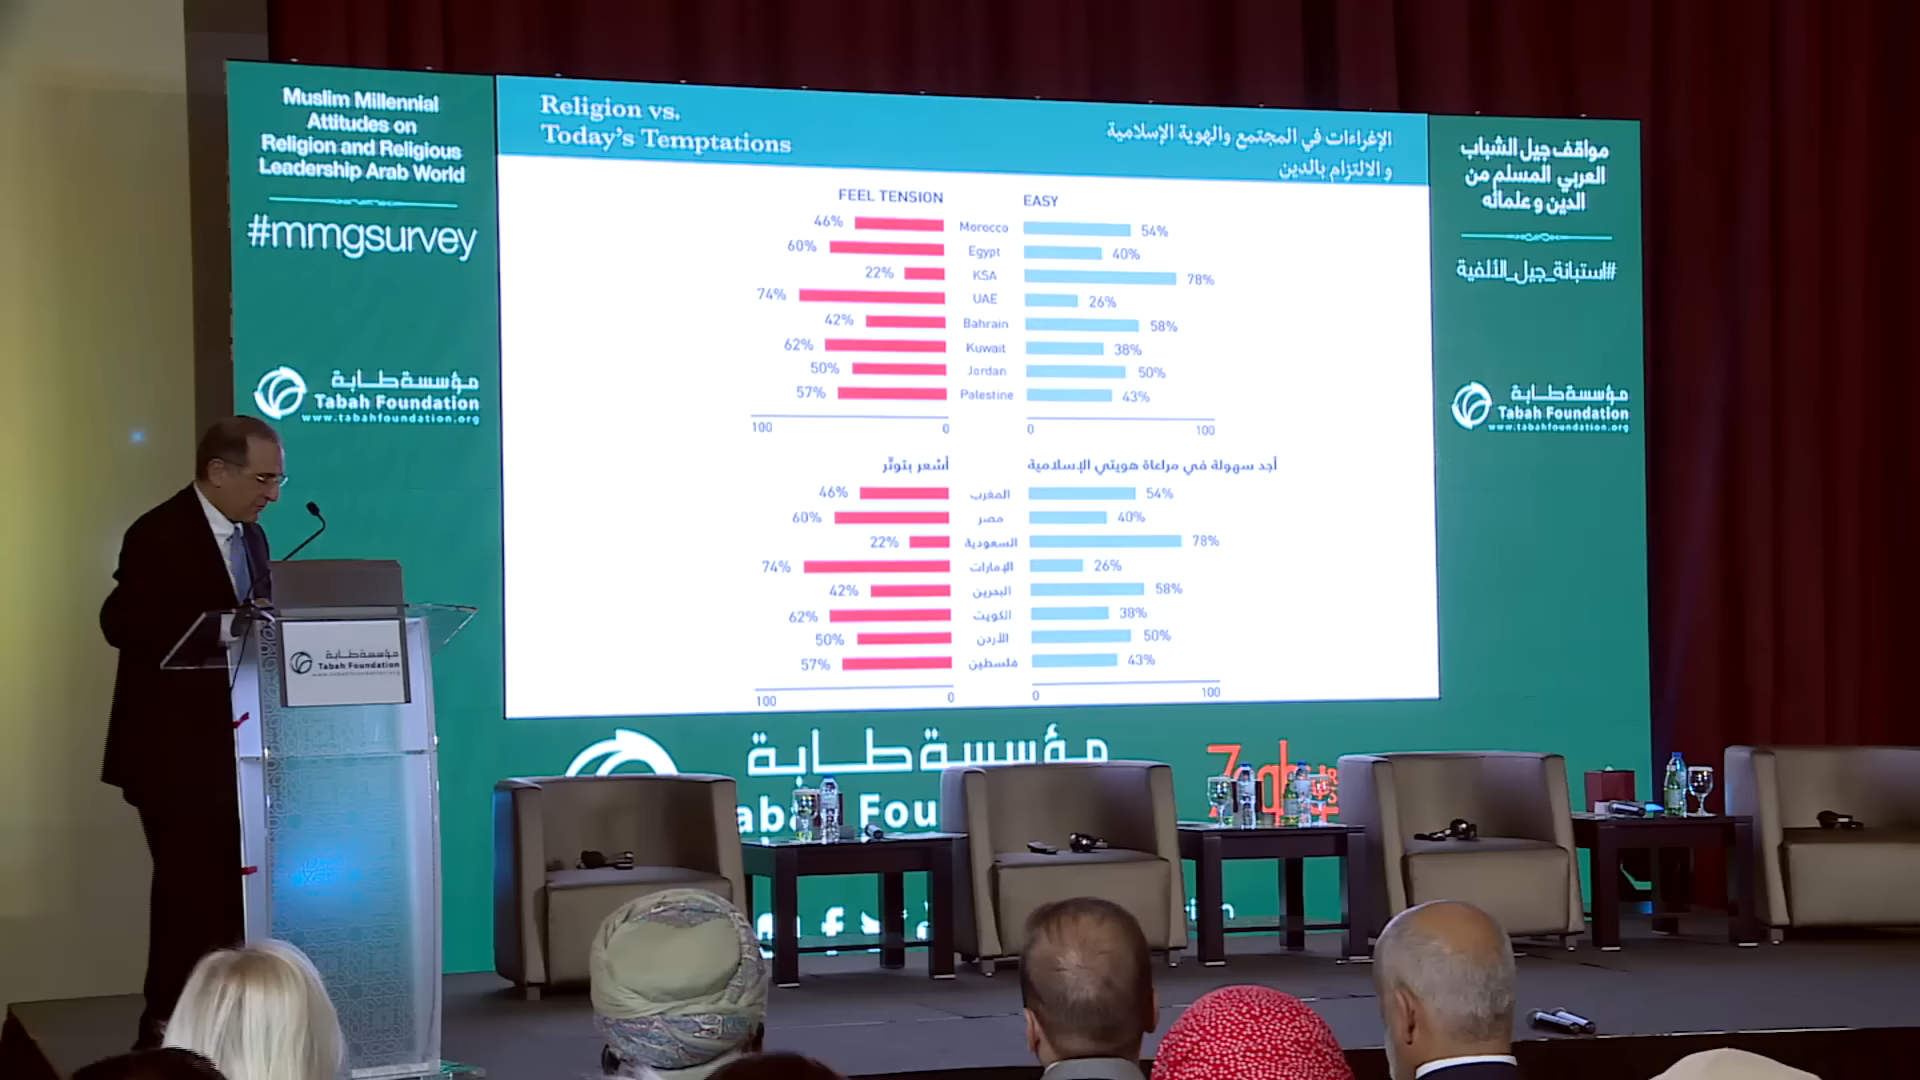 Muslim Millennial
Attitudes on
Religion and Religious
Leadership Arab World
#mmgsurvey
مؤسسة طابة
Tabah Foundation
www.tabahfoundation.org
Religion vs.
Today's Temptations
الإغراءات في المجتمع والهوية الإسلامية
و الالتزام بالدين
FEEL TENSION EASY
46% Morocco 54%
60% Egypt 40%
22% KSA 78%
74% UAE 26%
42% Bahrain 58%
62% Kuwait 38%
50% Jordan 50%
57% Palestine 43%
100 0 0 100
أشعر بتوتّر أجد سهولة في مراعاة هويتي الإسلامية
46% المغرب 54%
60% مصر 40%
22% السعودية 78%
74% الإمارات 26%
42% البحرين 58%
62% الكويت 38%
50% الأردن 50%
57% فلسطين 43%
100 0 0 100
مواقف جيل الشباب
العربي المسلم من
الدين و علمائه
#استبانة_جيل_الألفية
مؤسسة طابة
Tabah Foundation
www.tabahfoundation.org
مؤسسة طابة
Tabah Foundation
مؤسسة طابة